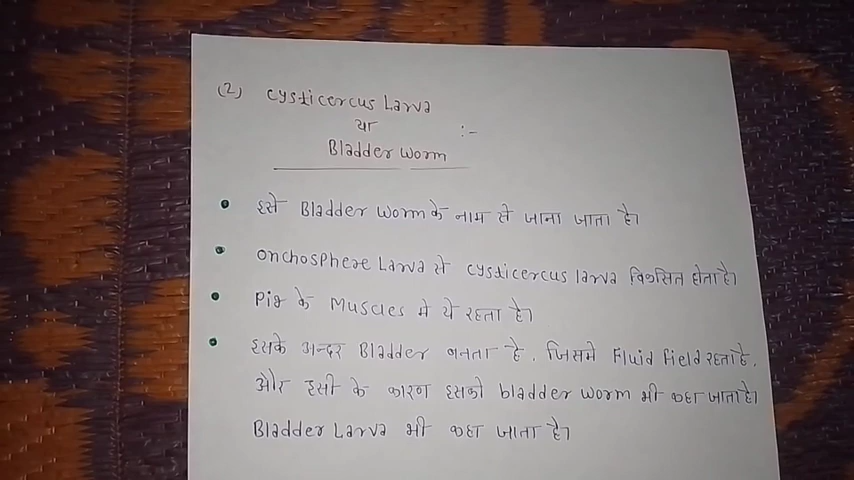 (2) Cysticercus Larva
या :-
Bladder Worm
• इसे Bladder Worm के नाम से जाना जाता है।
• Onchosphere Larva से Cysticercus larva विकसित होता है।
• Pig के Muscles मे ये रहता है।
• इसके अन्दर Bladder बनता है, जिसमे Fluid Field रहता है,
और इसी के कारण इसको bladder worm भी कहा जाता है।
Bladder Larva भी कहा जाता है।